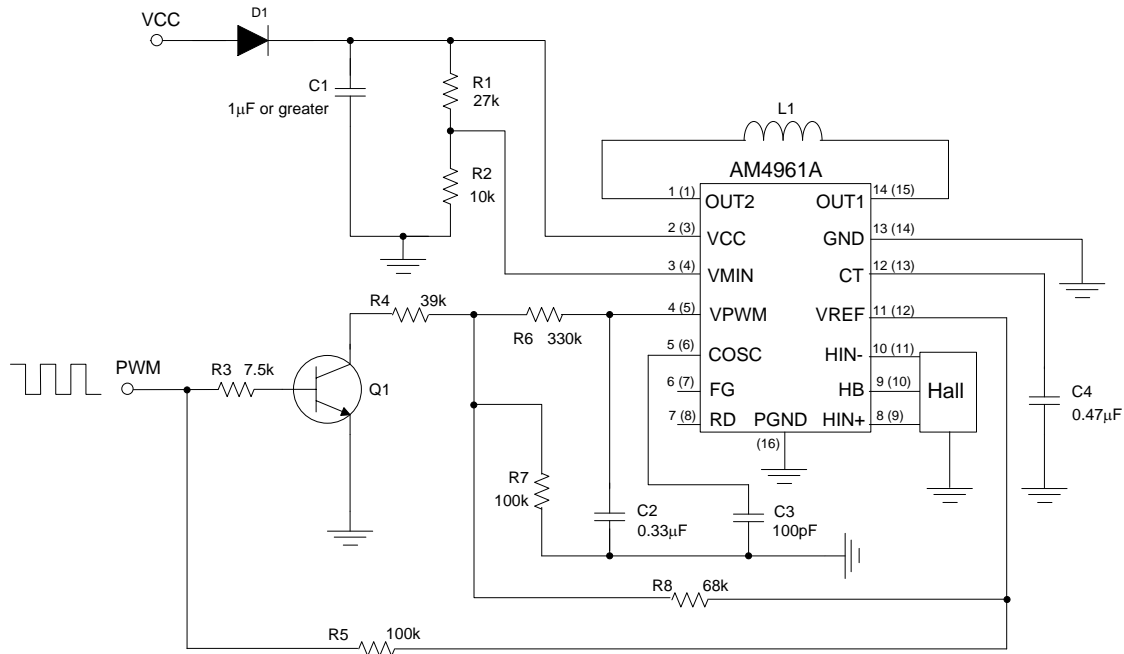 VCC
D1
C1
1μF or greater
R1
27k
R2
10k
L1
AM4961A
1 (1)
OUT2
OUT1
14 (15)
2 (3)
VCC
GND
13 (14)
3 (4)
VMIN
CT
12 (13)
4 (5)
VPWM
VREF
11 (12)
5 (6)
COSC
HIN-
10 (11)
6 (7)
FG
HB
9 (10)
7 (8)
RD
PGND
HIN+
8 (9)
(16)
Hall
R4 39k
R6 330k
PWM
R3 7.5k
Q1
C4
0.47μF
R7
100k
C2
0.33μF
C3
100pF
R8 68k
R5 100k